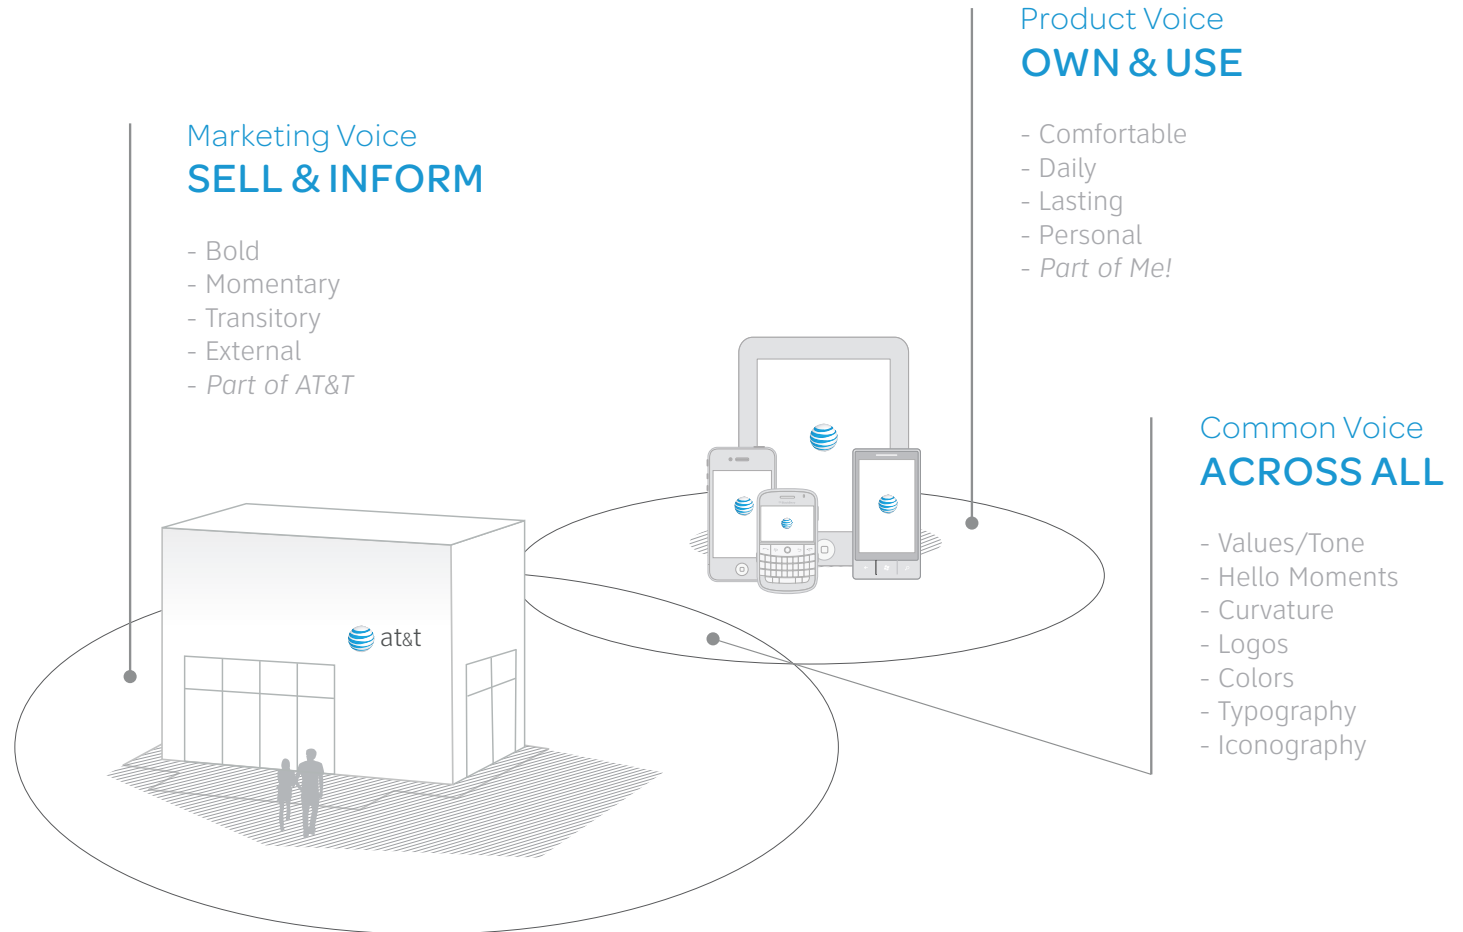 Product Voice
OWN & USE
- Comfortable
- Daily
- Lasting
- Personal
- Part of Me!
Marketing Voice
SELL & INFORM
- Bold
- Momentary
- Transitory
- External
- Part of AT&T
Common Voice
ACROSS ALL
- Values/Tone
- Hello Moments
- Curvature
- Logos
- Colors
- Typography
- Iconography
at&t